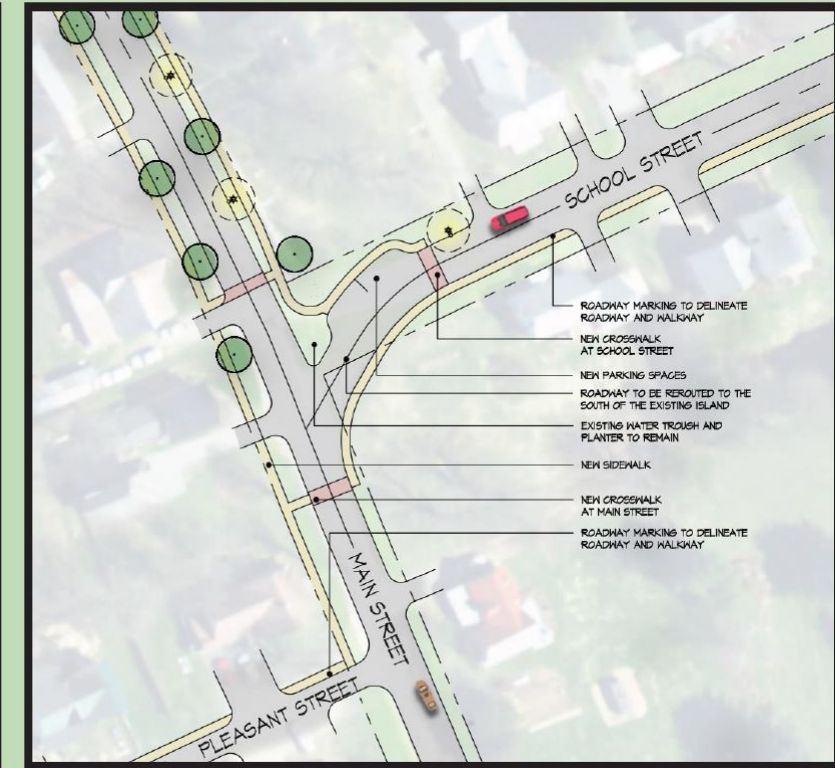 SCHOOL STREET
ROADWAY MARKING TO DELINEATE
ROADWAY AND WALKWAY
NEW CROSSWALK
AT SCHOOL STREET
NEW PARKING SPACES
ROADWAY TO BE REROUTED TO THE
SOUTH OF THE EXISTING ISLAND
EXISTING WATER TROUGH AND
PLANTER TO REMAIN
NEW SIDEWALK
NEW CROSSWALK
AT MAIN STREET
ROADWAY MARKING TO DELINEATE
ROADWAY AND WALKWAY
MAIN STREET
PLEASANT STREET